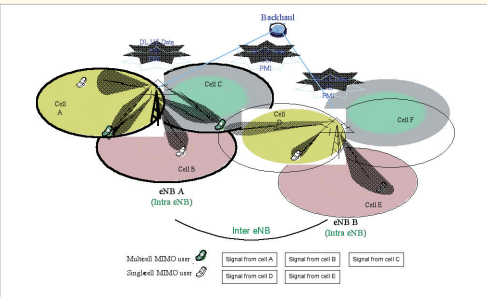 Backhaul
DL HII Data
PMI
PMI
Cell C
Cell
A
Cell
D
Cell F
Cell B
Cell E
eNB A
(Intra eNB)
Inter eNB
eNB B
(Intra eNB)
Multicell MIMO user
Signal from cell A
Signal from cell B
Signal from cell C
Singlecell MIMO user
Signal from cell D
Signal from cell E